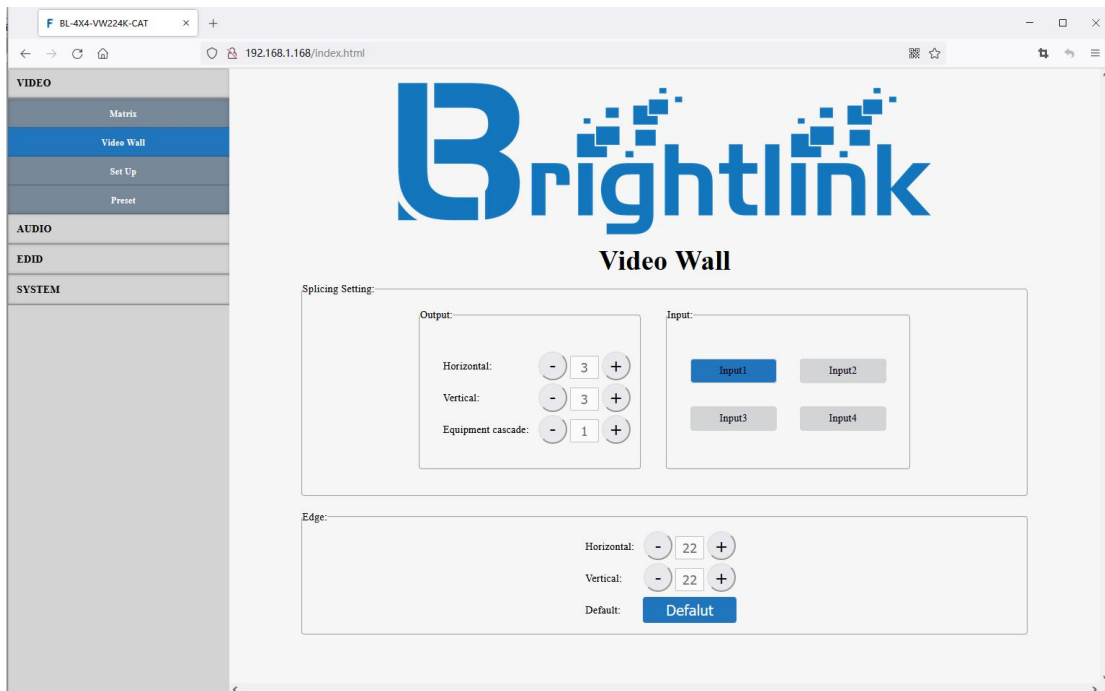 BL-4X4-VW224K-CAT
192.168.1.168/index.html
VIDEO
Matrix
Video Wall
Set Up
Preset
AUDIO
EDID
SYSTEM
Brightlink
Video Wall
Splicing Setting:
Output:
Horizontal: - 3 +
Vertical: - 3 +
Equipment cascade: - 1 +
Input:
Input1 Input2
Input3 Input4
Edge:
Horizontal: - 22 +
Vertical: - 22 +
Default: Defalut